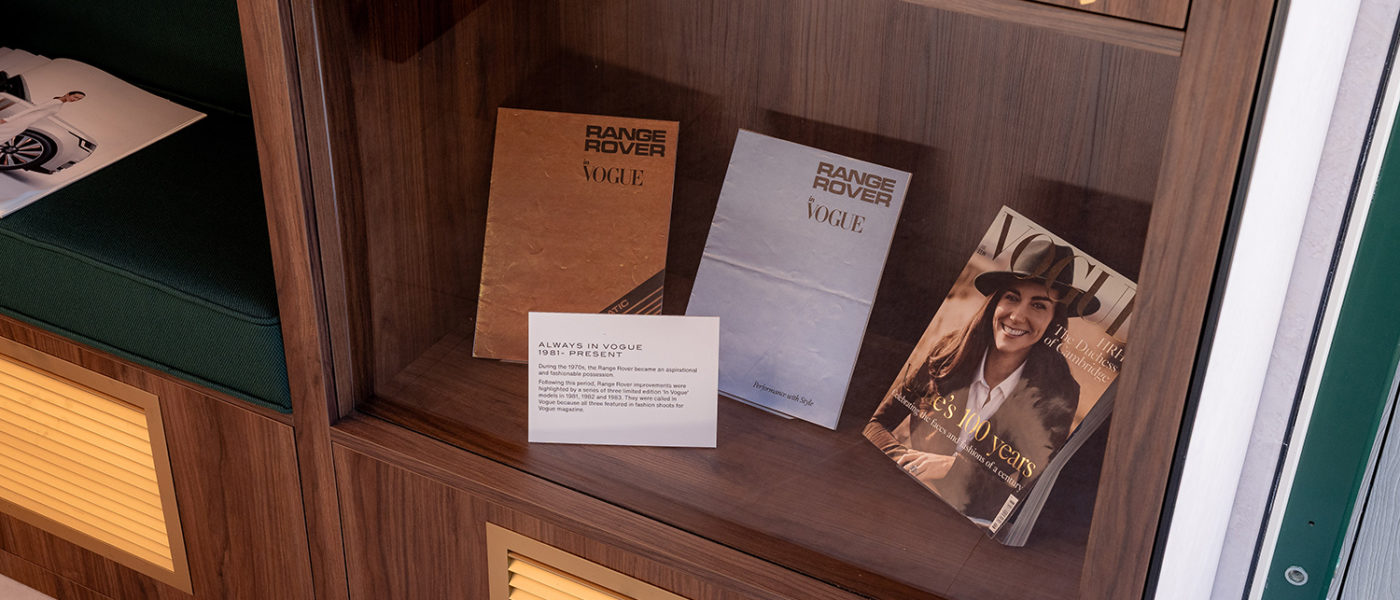 RANGE
ROVER
in
VOGUE
RANGE
ROVER
in
VOGUE
Performance with Style
ALWAYS IN VOGUE
1981- PRESENT
During the 1970s, the Range Rover became an aspirational
and fashionable possession.
Following this period, Range Rover improvements were
highlighted by a series of three limited edition 'In Vogue'
models in 1981, 1982 and 1983. They were called In
Vogue because all three featured in fashion shoots for
Vogue magazine.
VOGU
HRH
The Duchess
of Cambridge
e's 100 years
elebrating the faces and fashions of a century